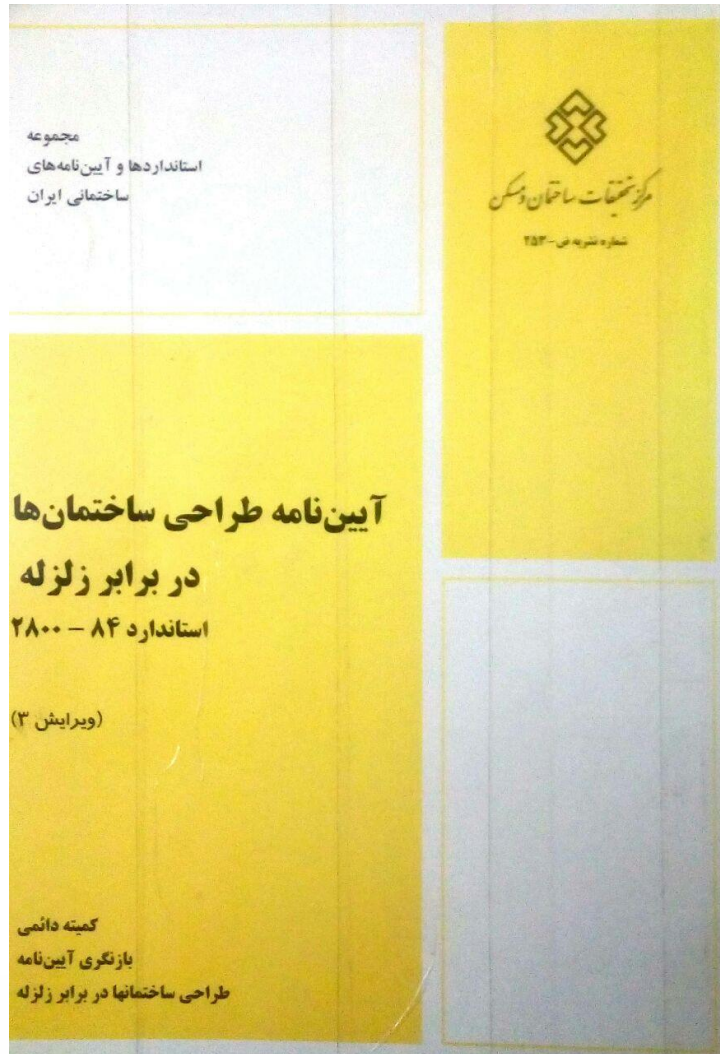 مرکز تحقیقات ساختمان و مسکن
شماره نشریه ض - ۲۵۳
مجموعه
استانداردها و آیین‌نامه‌های
ساختمانی ایران
آیین‌نامه طراحی ساختمان‌ها
در برابر زلزله
استاندارد ۸۴ – ۲۸۰۰
(ویرایش ۳)
کمیته دائمی
بازنگری آیین‌نامه
طراحی ساختمانها در برابر زلزله